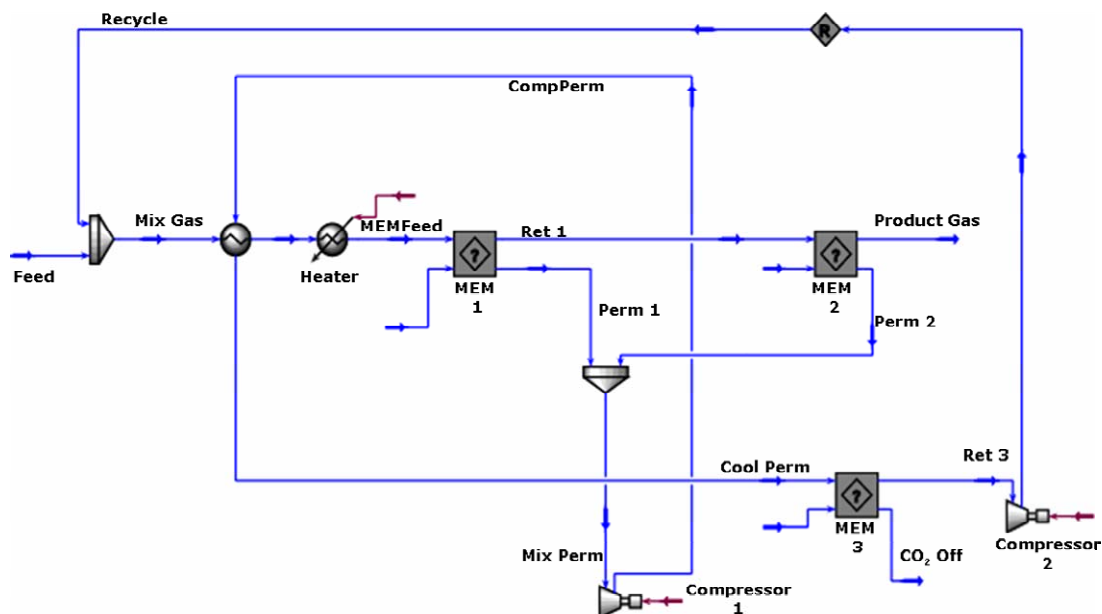 Recycle
R
CompPerm
Mix Gas
MEMFeed
Ret 1
Product Gas
Feed
Heater
?
MEM
1
?
MEM
2
Perm 1
Perm 2
Cool Perm
Ret 3
?
MEM
3
Mix Perm
CO₂ Off
Compressor
2
Compressor
1